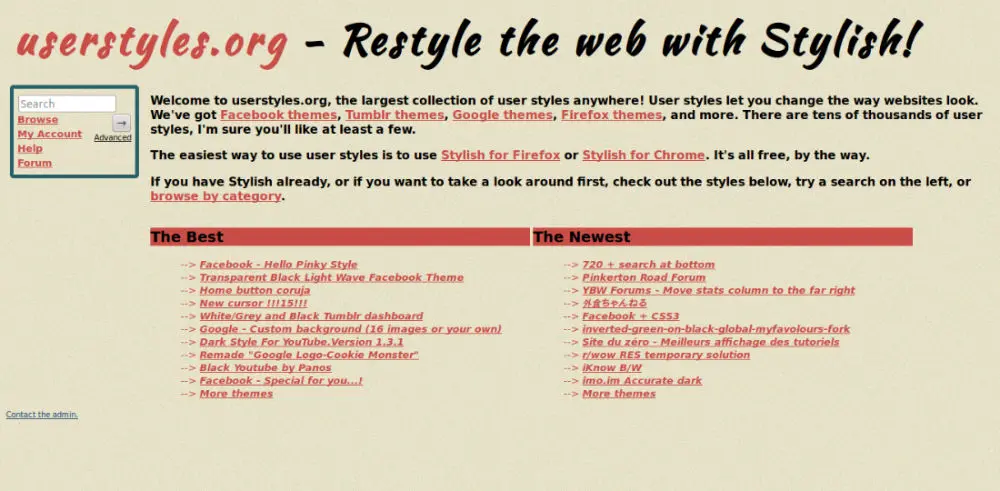 userstyles.org – Restyle the web with Stylish!
Search
Browse
→
My Account
Advanced
Help
Forum
Welcome to userstyles.org, the largest collection of user styles anywhere! User styles let you change the way websites look.
We've got Facebook themes, Tumblr themes, Google themes, Firefox themes, and more. There are tens of thousands of user
styles, I'm sure you'll like at least a few.
The easiest way to use user styles is to use Stylish for Firefox or Stylish for Chrome. It's all free, by the way.
If you have Stylish already, or if you want to take a look around first, check out the styles below, try a search on the left, or
browse by category.
The Best
--> Facebook - Hello Pinky Style
--> Transparent Black Light Wave Facebook Theme
--> Home button coruja
--> New cursor !!!15!!!
--> White/Grey and Black Tumblr dashboard
--> Google - Custom background (16 images or your own)
--> Dark Style For YouTube.Version 1.3.1
--> Remade "Google Logo-Cookie Monster"
--> Black Youtube by Panos
--> Facebook - Special for you...!
--> More themes
The Newest
--> 720 + search at bottom
--> Pinkerton Road Forum
--> YBW Forums - Move stats column to the far right
--> 外食ちゃんねる
--> Facebook + CSS3
--> inverted-green-on-black-global-myfavolours-fork
--> Site du zéro - Meilleurs affichage des tutoriels
--> r/wow RES temporary solution
--> iKnow B/W
--> imo.im Accurate dark
--> More themes
Contact the admin.